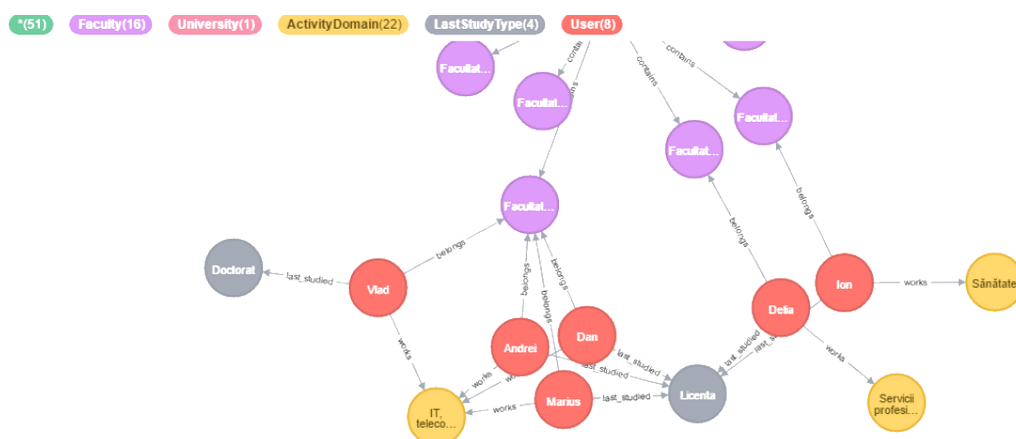 *(51) Faculty(16) University(1) ActivityDomain(22) LastStudyType(4) User(8)
Facultat…
contains
Facultat…
contains
Facultat…
contains
Facultat…
Facultat…
belongs
belongs
belongs
belongs
belongs
belongs
Doctorat
last_studied
Vlad
Ion
works
Sănătate
Delia
Dan
Andrei
works
works
last_studied
last_studied
last_studied
works
Marius
last_studied
Licenta
works
IT,
teleco…
Servicii
profesi…